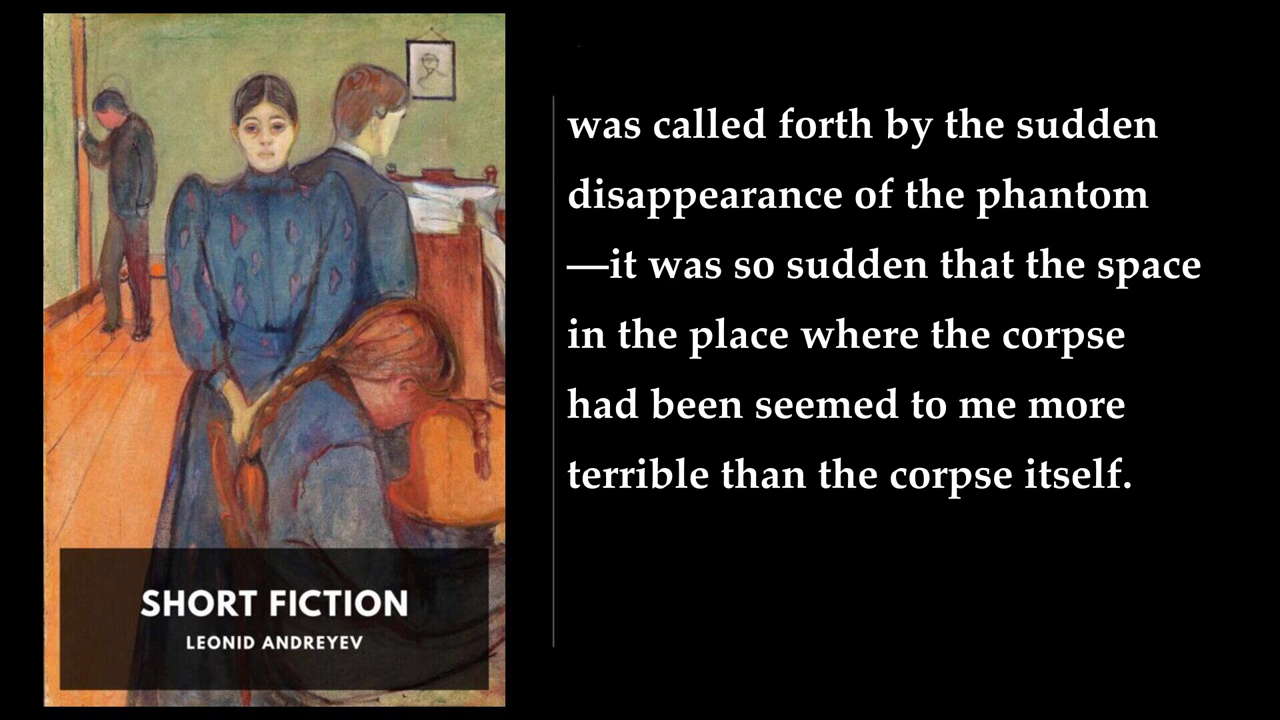 SHORT FICTION
LEONID ANDREYEV
was called forth by the sudden
disappearance of the phantom
—it was so sudden that the space
in the place where the corpse
had been seemed to me more
terrible than the corpse itself.